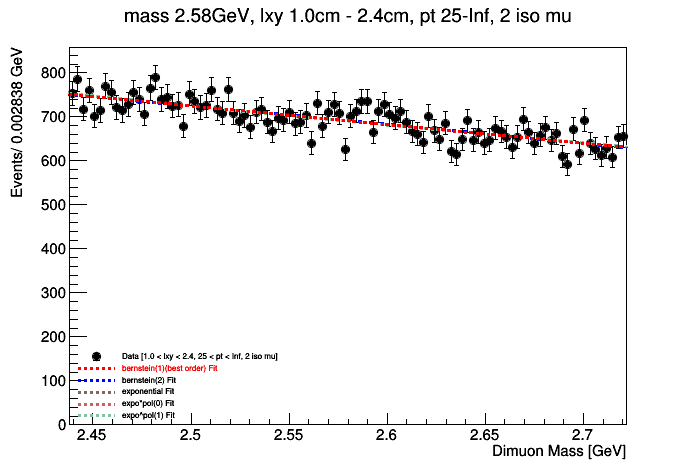 mass 2.58GeV, lxy 1.0cm - 2.4cm, pt 25-Inf, 2 iso mu
Events/ 0.002838 GeV
800
700
600
500
400
300
200
100
0
Data [1.0 < lxy < 2.4, 25 < pt < Inf, 2 iso mu]
bernstein(1)(best order) Fit
bernstein(2) Fit
exponential Fit
expo*pol(0) Fit
expo*pol(1) Fit
2.45 2.5 2.55 2.6 2.65 2.7
Dimuon Mass [GeV]